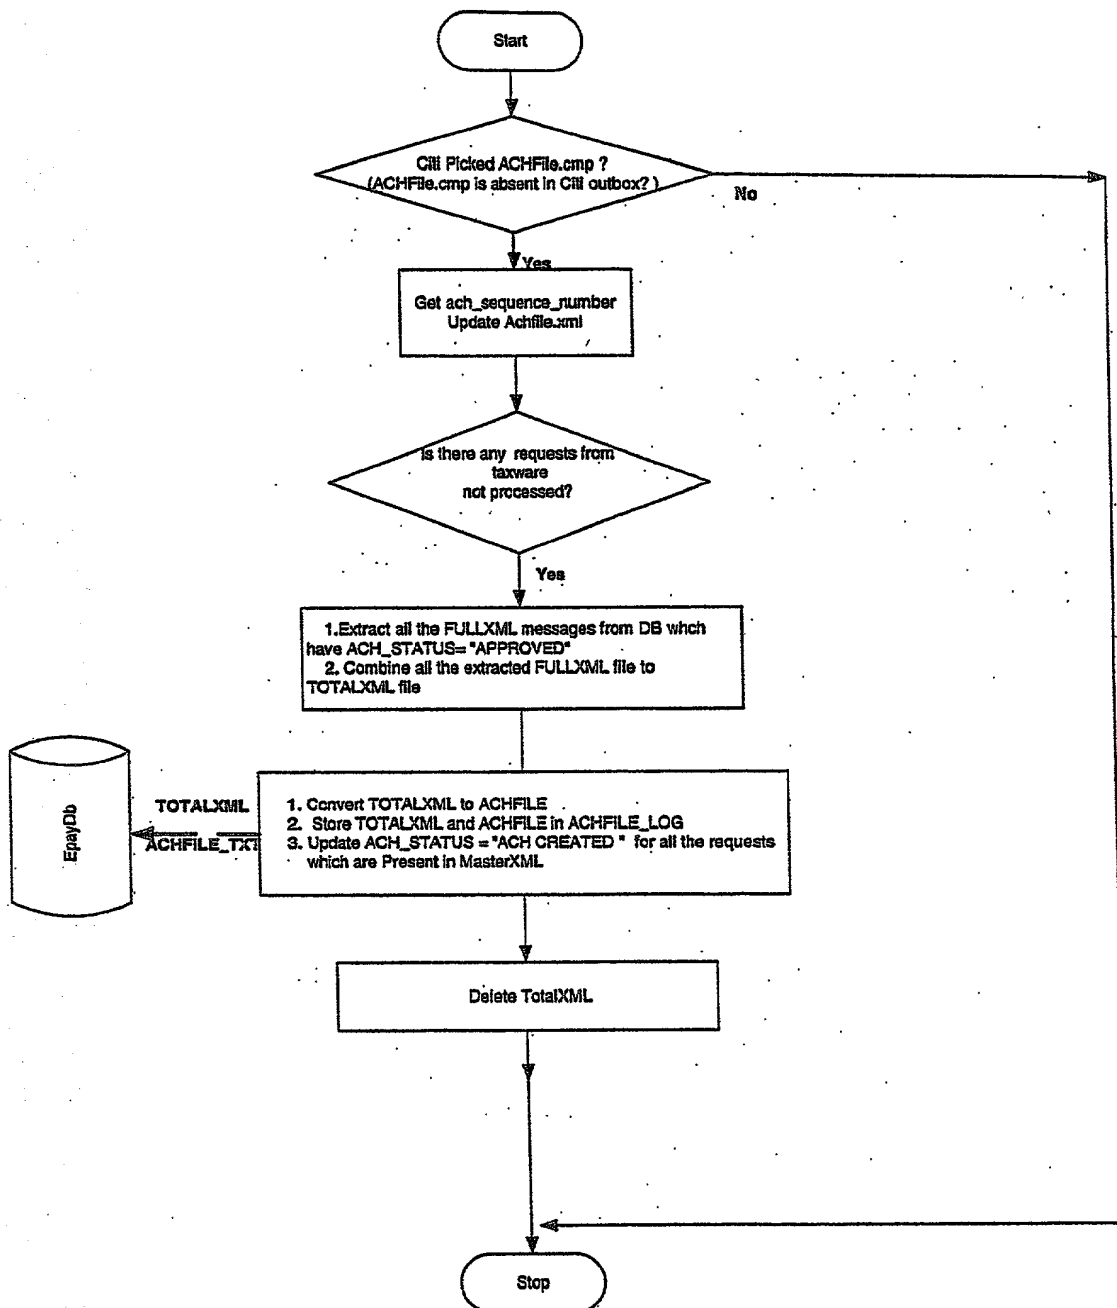 Start
Citi Picked ACHFile.cmp ?
(ACHFile.cmp is absent in Citi outbox? )
No
Yes
Get ach_sequence_number
Update Achfile.xml
Is there any requests from
taxware
not processed?
Yes
1.Extract all the FULLXML messages from DB whch
have ACH_STATUS= "APPROVED"
2. Combine all the extracted FULLXML file to
TOTALXML file
EpayDb
TOTALXML
ACHFILE_TXT
1. Convert TOTALXML to ACHFILE
2. Store TOTALXML and ACHFILE in ACHFILE_LOG
3. Update ACH_STATUS = "ACH CREATED " for all the requests
which are Present in MasterXML
Delete TotalXML
Stop